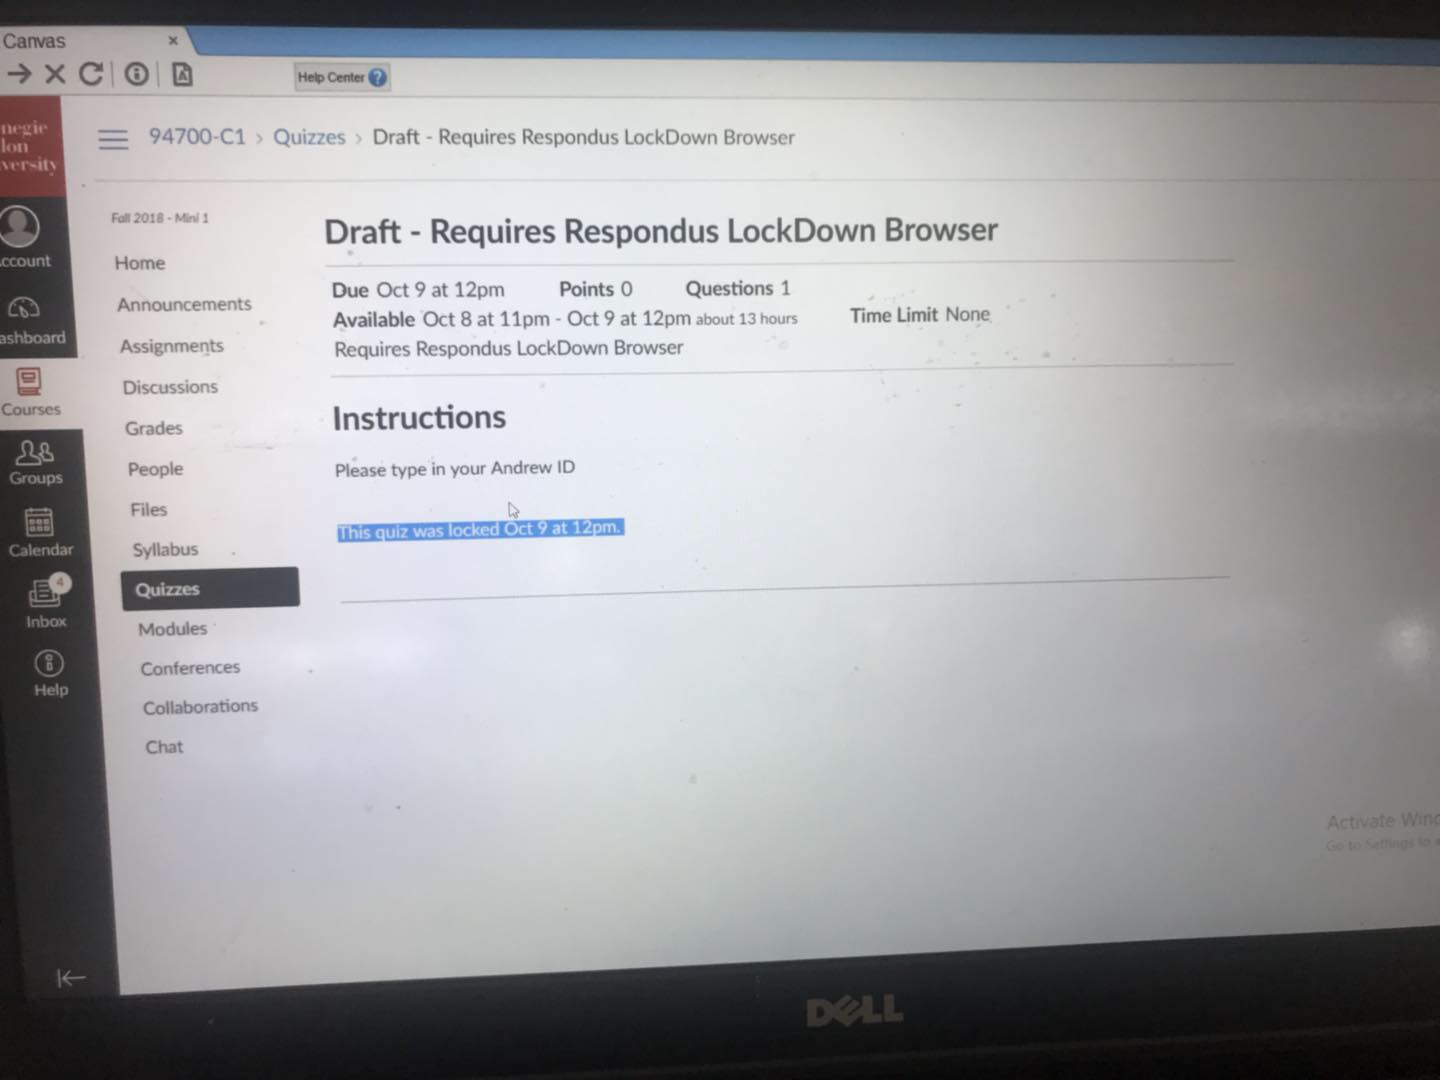 Canvas
Help Center ?
negie
lon
versity
94700-C1 > Quizzes > Draft - Requires Respondus LockDown Browser
Fall 2018 - Mini 1
Draft - Requires Respondus LockDown Browser
Due Oct 9 at 12pm Points 0 Questions 1
Available Oct 8 at 11pm - Oct 9 at 12pm about 13 hours Time Limit None
Requires Respondus LockDown Browser
Instructions
Please type in your Andrew ID
This quiz was locked Oct 9 at 12pm.
ccount
ashboard
Courses
Groups
Calendar
4
Inbox
Help
Home
Announcements
Assignments
Discussions
Grades
People
Files
Syllabus
Quizzes
Modules
Conferences
Collaborations
Chat
Activate Wind
Go to Settings to a
DELL